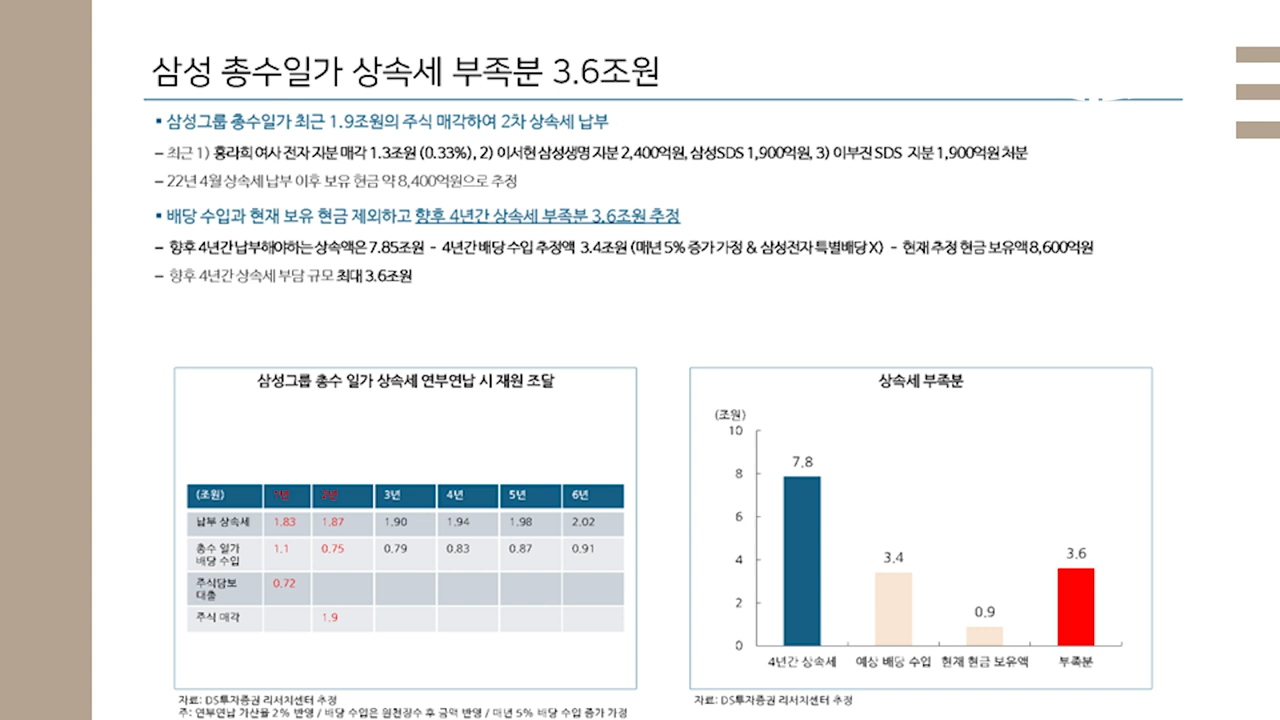 삼성 총수일가 상속세 부족분 3.6조원
▪ 삼성그룹 총수일가 최근 1.9조원의 주식 매각하여 2차 상속세 납부
– 최근 1) 홍라희 여사 전자 지분 매각 1.3조원 (0.33%), 2) 이서현 삼성생명 지분 2,400억원, 삼성SDS 1,900억원, 3) 이부진 SDS 지분 1,900억원 처분
– 22년 4월 상속세 납부 이후 보유 현금 약 8,400억원으로 추정
▪ 배당 수입과 현재 보유 현금 제외하고 향후 4년간 상속세 부족분 3.6조원 추정
– 향후 4년간 납부해야하는 상속액은 7.85조원 – 4년간 배당 수입 추정액 3.4조원 (매년 5% 증가 가정 & 삼성전자 특별배당 X) – 현재 추정 현금 보유액 8,600억원
– 향후 4년간 상속세 부담 규모 최대 3.6조원
삼성그룹 총수 일가 상속세 연부연납 시 재원 조달
(조원) 1년 2년 3년 4년 5년 6년
납부 상속세 1.83 1.87 1.90 1.94 1.98 2.02
총수 일가 배당 수입 1.1 0.75 0.79 0.83 0.87 0.91
주식담보 대출 0.72
주식 매각 1.9
자료: DS투자증권 리서치센터 추정
주: 연부연납 가산율 2% 반영 / 배당 수입은 원천징수 후 금액 반영 / 매년 5% 배당 수입 증가 가정
상속세 부족분
(조원)
10
8
6
4
2
0
7.8
3.4
0.9
3.6
4년간 상속세 예상 배당 수입 현재 현금 보유액 부족분
자료: DS투자증권 리서치센터 추정